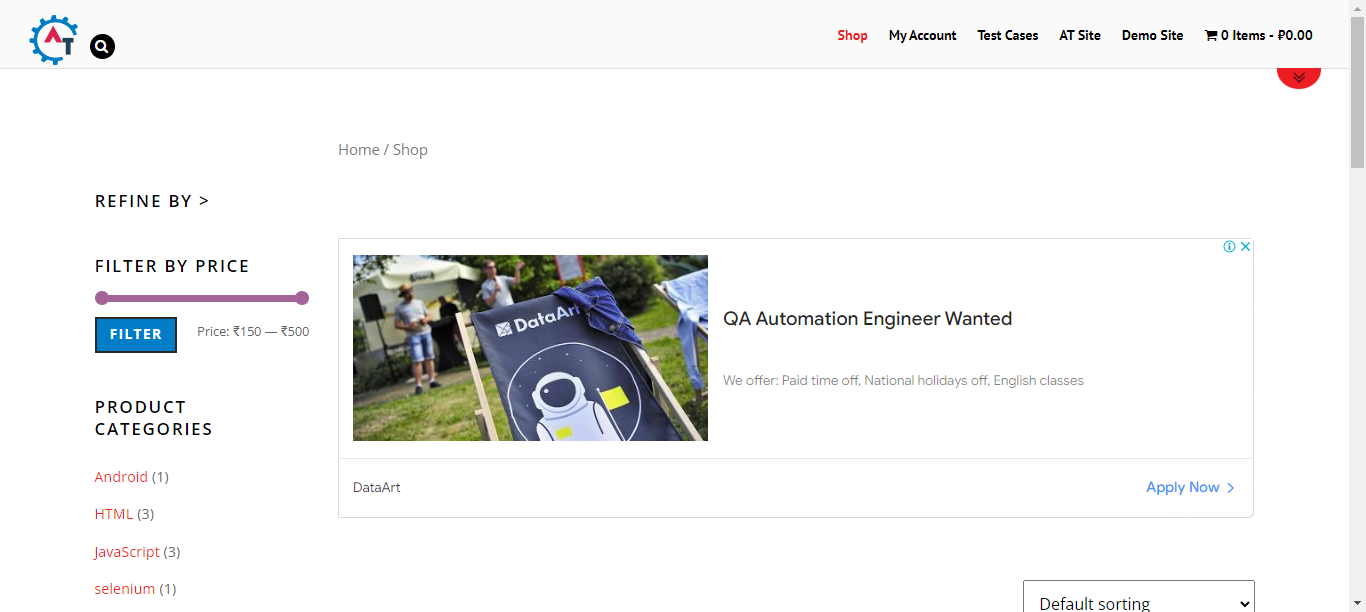 AT
Shop My Account Test Cases AT Site Demo Site 0 Items - ₽0.00
Home / Shop
REFINE BY >
FILTER BY PRICE
FILTER Price: ₹150 — ₹500
PRODUCT
CATEGORIES
Android (1)
HTML (3)
JavaScript (3)
selenium (1)
DataArt
QA Automation Engineer Wanted
We offer: Paid time off, National holidays off, English classes
DataArt
Apply Now >
Default sorting